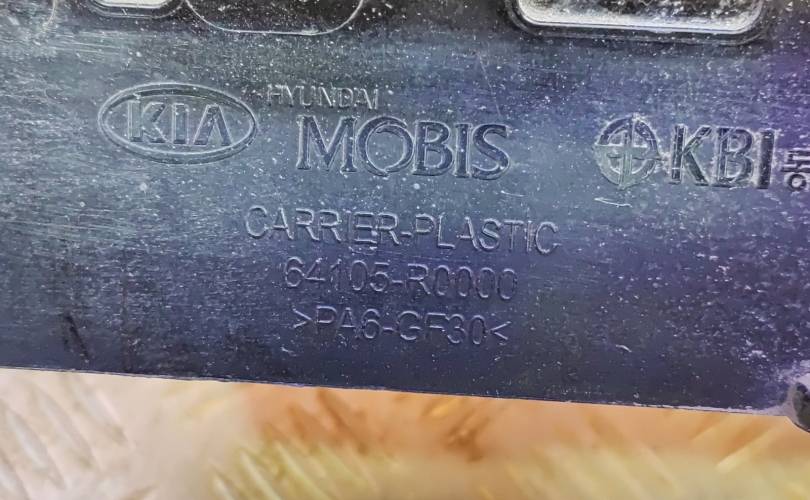 KIA
HYUNDAI
MOBIS
KBI
CARRIER-PLASTIC
64105-R0000
>PA6-GF30<